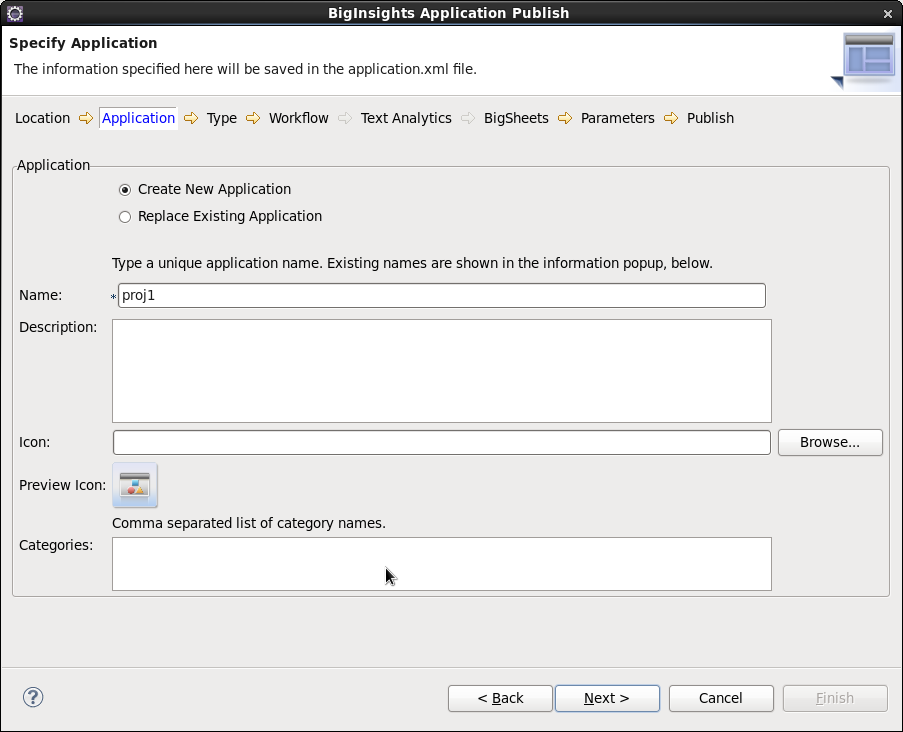 BigInsights Application Publish
Specify Application
The information specified here will be saved in the application.xml file.
Location Application Type Workflow Text Analytics BigSheets Parameters Publish
Application
Create New Application
Replace Existing Application
Type a unique application name. Existing names are shown in the information popup, below.
Name: * proj1
Description:
Icon: Browse...
Preview Icon:
Comma separated list of category names.
Categories:
? < Back Next > Cancel Finish